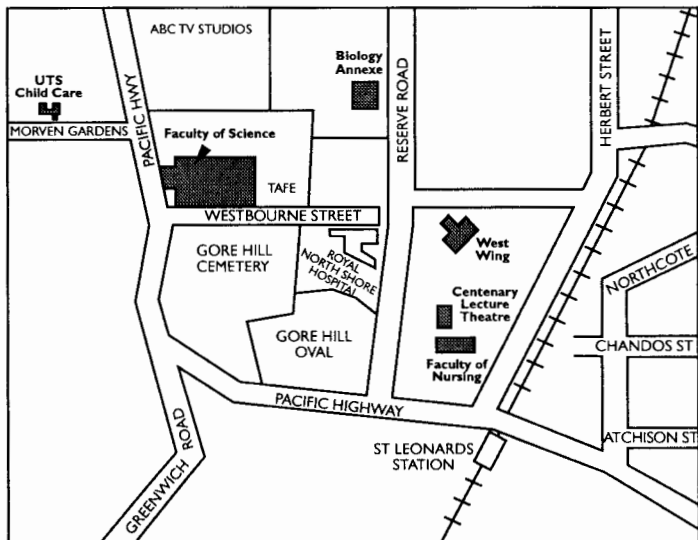 ABC TV STUDIOS
UTS
Child Care
MORVEN GARDENS
PACIFIC HWY
Biology
Annexe
RESERVE ROAD
HERBERT STREET
Faculty of Science
TAFE
WESTBOURNE STREET
GORE HILL
CEMETERY
ROYAL
NORTH SHORE
HOSPITAL
West
Wing
NORTHCOTE
Centenary
Lecture
Theatre
GORE HILL
OVAL
Faculty of
Nursing
CHANDOS ST
PACIFIC HIGHWAY
ATCHISON ST
ST LEONARDS
STATION
GREENWICH ROAD